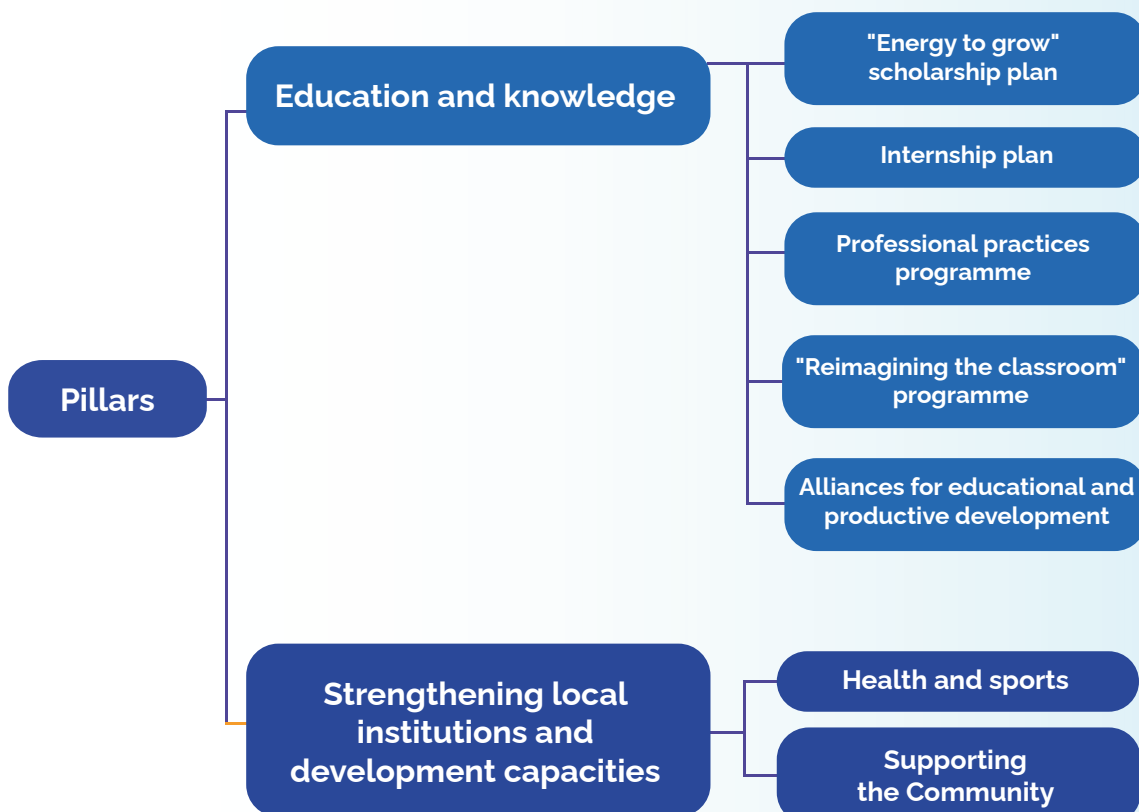 Pillars
Education and knowledge
"Energy to grow"
scholarship plan
Internship plan
Professional practices
programme
"Reimagining the classroom"
programme
Alliances for educational and
productive development
Strengthening local
institutions and
development capacities
Health and sports
Supporting
the Community